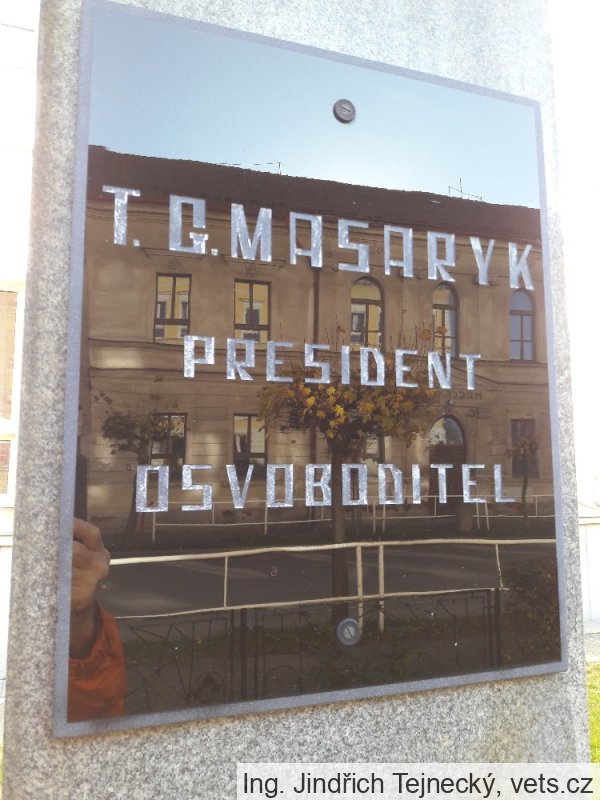 T. G. MASARYK
PRESIDENT
OSVOBODITEL
Ing. Jindřich Tejnecký, vets.cz